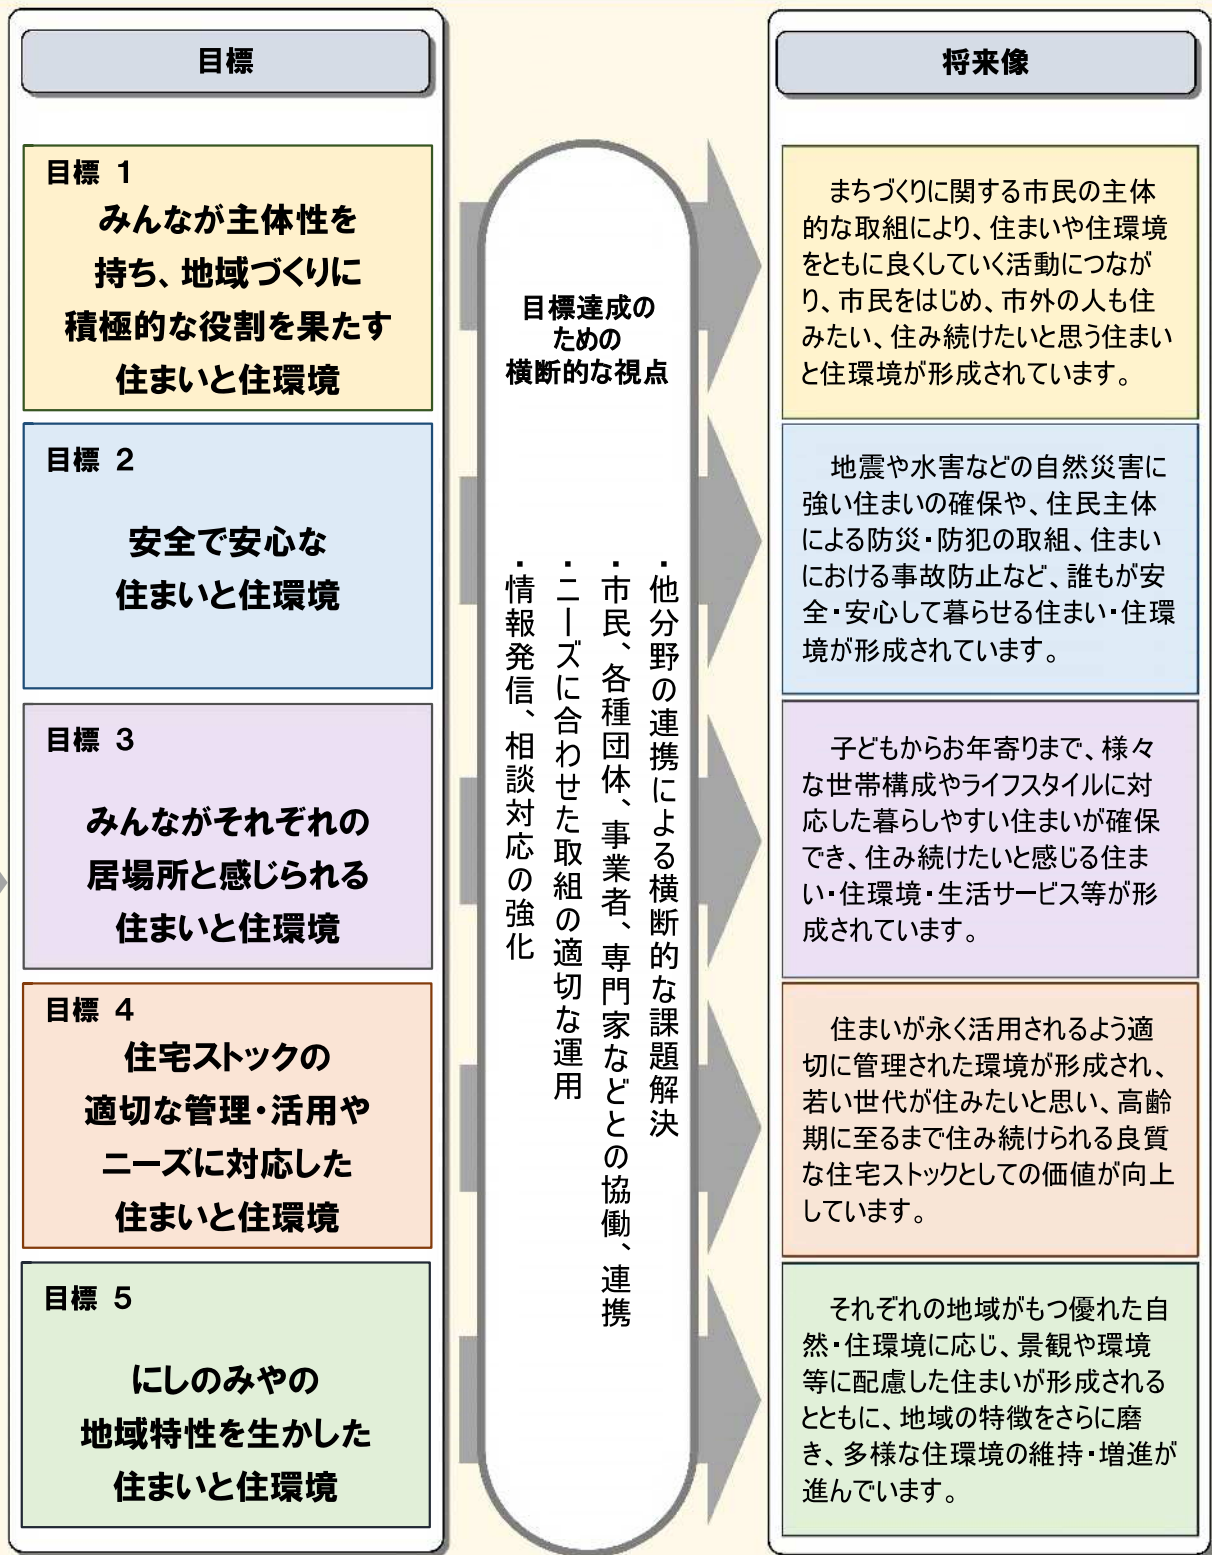 目標
目標 1
みんなが主体性を
持ち、地域づくりに
積極的な役割を果たす
住まいと住環境
目標 2
安全で安心な
住まいと住環境
目標 3
みんながそれぞれの
居場所と感じられる
住まいと住環境
目標 4
住宅ストックの
適切な管理・活用や
ニーズに対応した
住まいと住環境
目標 5
にしのみやの
地域特性を生かした
住まいと住環境
目標達成の
ための
横断的な視点
・他分野の連携による横断的な課題解決
・市民、各種団体、事業者、専門家などとの協働、連携
・ニーズに合わせた取組の適切な運用
・情報発信、相談対応の強化
将来像
まちづくりに関する市民の主体
的な取組により、住まいや住環境
をともに良くしていく活動につなが
り、市民をはじめ、市外の人も住
みたい、住み続けたいと思う住まい
と住環境が形成されています。
地震や水害などの自然災害に
強い住まいの確保や、住民主体
による防災・防犯の取組、住まい
における事故防止など、誰もが安
全・安心して暮らせる住まい・住環
境が形成されています。
子どもからお年寄りまで、様々
な世帯構成やライフスタイルに対
応した暮らしやすい住まいが確保
でき、住み続けたいと感じる住ま
い・住環境・生活サービス等が形
成されています。
住まいが永く活用されるよう適
切に管理された環境が形成され、
若い世代が住みたいと思い、高齢
期に至るまで住み続けられる良質
な住宅ストックとしての価値が向上
しています。
それぞれの地域がもつ優れた自
然・住環境に応じ、景観や環境
等に配慮した住まいが形成される
とともに、地域の特徴をさらに磨
き、多様な住環境の維持・増進が
進んでいます。